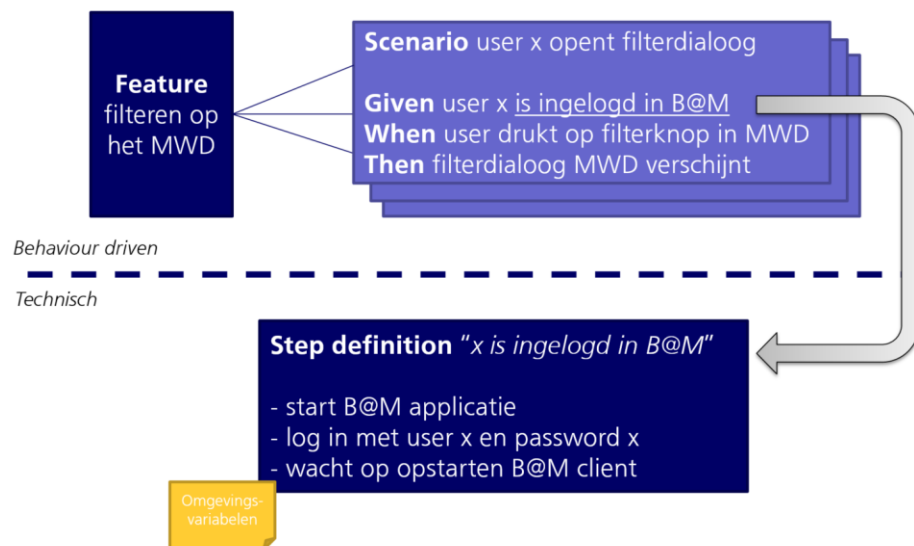 Feature
filteren op
het MWD
Scenario user x opent filterdialoog
Given user x is ingelogd in B@M
When user drukt op filterknop in MWD
Then filterdialoog MWD verschijnt
Behaviour driven
Technisch
Step definition “x is ingelogd in B@M”
- start B@M applicatie
- log in met user x en password x
- wacht op opstarten B@M client
Omgevings-
variabelen